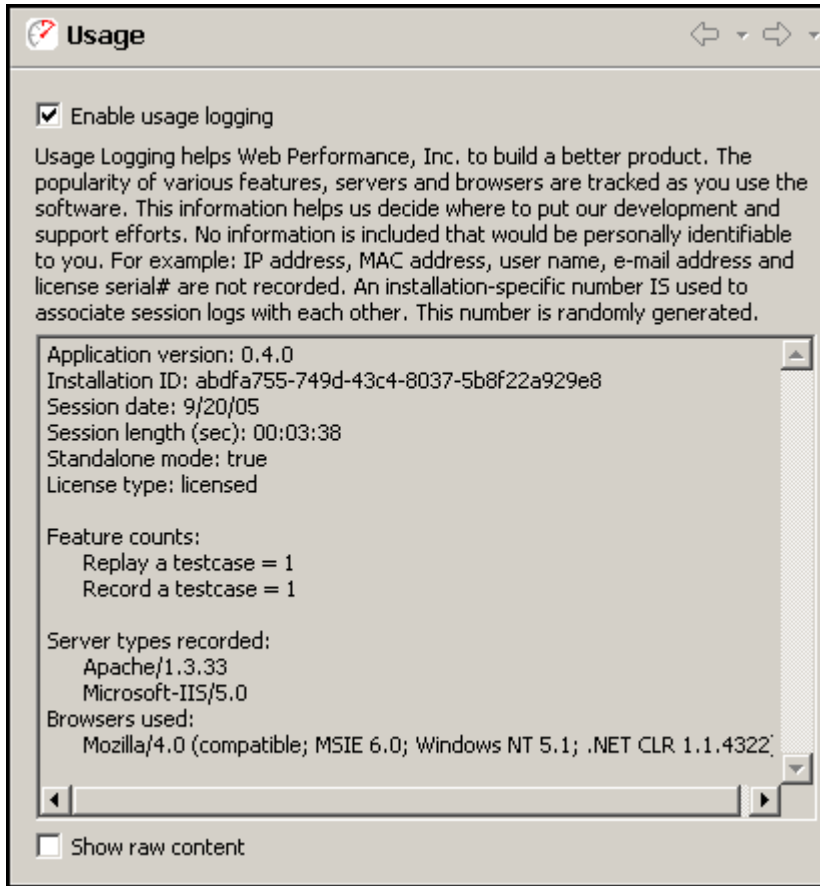 Usage
Enable usage logging
Usage Logging helps Web Performance, Inc. to build a better product. The
popularity of various features, servers and browsers are tracked as you use the
software. This information helps us decide where to put our development and
support efforts. No information is included that would be personally identifiable
to you. For example: IP address, MAC address, user name, e-mail address and
license serial# are not recorded. An installation-specific number IS used to
associate session logs with each other. This number is randomly generated.
Application version: 0.4.0
Installation ID: abdfa755-749d-43c4-8037-5b8f22a929e8
Session date: 9/20/05
Session length (sec): 00:03:38
Standalone mode: true
License type: licensed
Feature counts:
Replay a testcase = 1
Record a testcase = 1
Server types recorded:
Apache/1.3.33
Microsoft-IIS/5.0
Browsers used:
Mozilla/4.0 (compatible; MSIE 6.0; Windows NT 5.1; .NET CLR 1.1.4322)
Show raw content